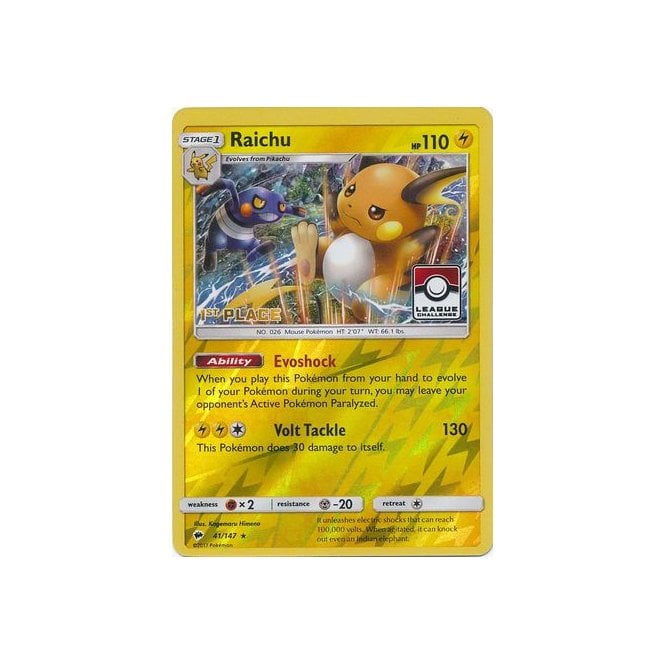 STAGE 1 Raichu HP 110
Evolves from Pikachu
1ST PLACE
LEAGUE
CHALLENGE
NO. 026 Mouse Pokémon HT: 2'07" WT: 66.1 lbs.
Ability Evoshock
When you play this Pokémon from your hand to evolve
1 of your Pokémon during your turn, you may leave your
opponent's Active Pokémon Paralyzed.
Volt Tackle 130
This Pokémon does 30 damage to itself.
weakness ×2 resistance -20 retreat
Illus. Kagemaru Himeno
41/147 ★
©2017 Pokémon
It unleashes electric shocks that can reach
100,000 volts. When agitated, it can knock
out even an Indian elephant.